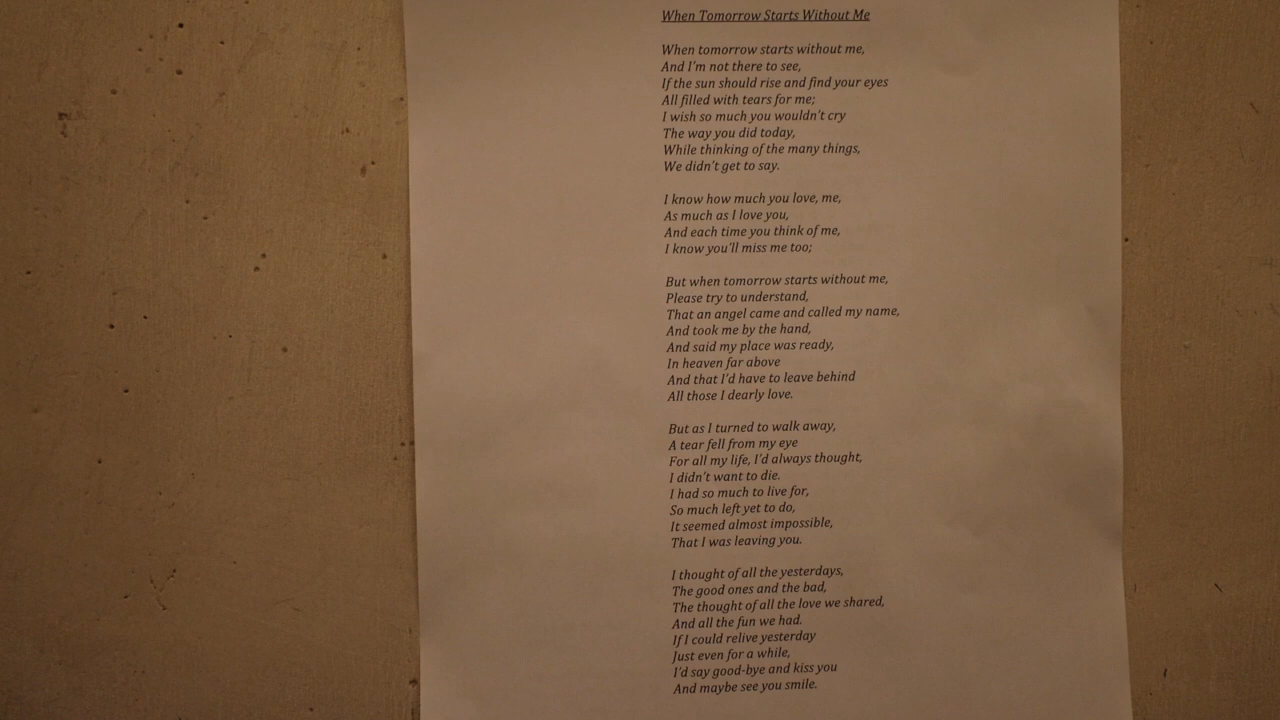 When Tomorrow Starts Without Me
When tomorrow starts without me,
And I'm not there to see,
If the sun should rise and find your eyes
All filled with tears for me;
I wish so much you wouldn't cry
The way you did today,
While thinking of the many things,
We didn't get to say.
I know how much you love, me,
As much as I love you,
And each time you think of me,
I know you'll miss me too;
But when tomorrow starts without me,
Please try to understand,
That an angel came and called my name,
And took me by the hand,
And said my place was ready,
In heaven far above
And that I'd have to leave behind
All those I dearly love.
But as I turned to walk away,
A tear fell from my eye
For all my life, I'd always thought,
I didn't want to die.
I had so much to live for,
So much left yet to do,
It seemed almost impossible,
That I was leaving you.
I thought of all the yesterdays,
The good ones and the bad,
The thought of all the love we shared,
And all the fun we had.
If I could relive yesterday
Just even for a while,
I'd say good-bye and kiss you
And maybe see you smile.